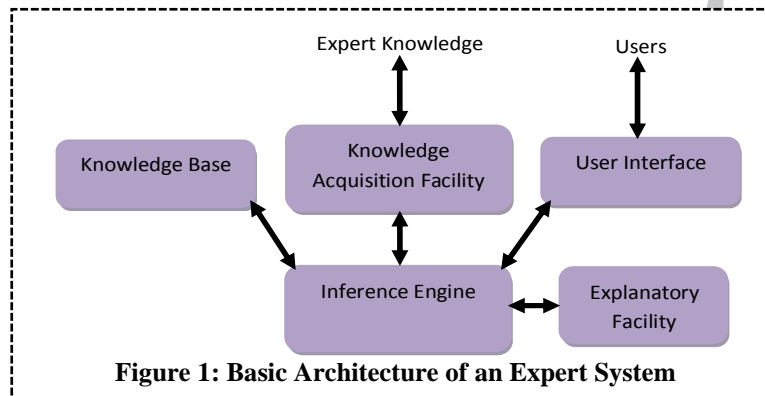 Expert Knowledge
Users
Knowledge Base
Knowledge
Acquisition Facility
User Interface
Inference Engine
Explanatory
Facility
Figure 1: Basic Architecture of an Expert System